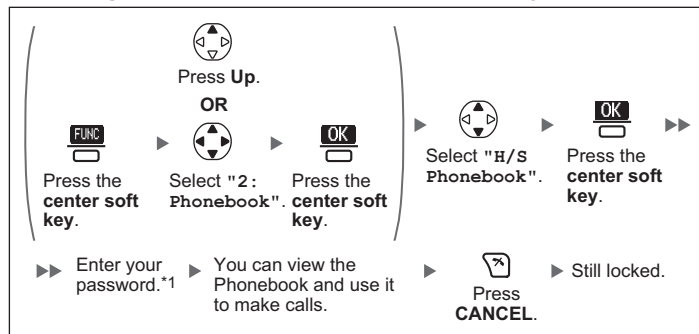 Press Up.
OR
FUNC
OK
OK
Press the
center soft
key.
Select "2:
Phonebook".
Press the
center soft
key.
Select "H/S
Phonebook".
Press the
center soft
key.
Enter your
password.*1
You can view the
Phonebook and use it
to make calls.
Press
CANCEL.
Still locked.